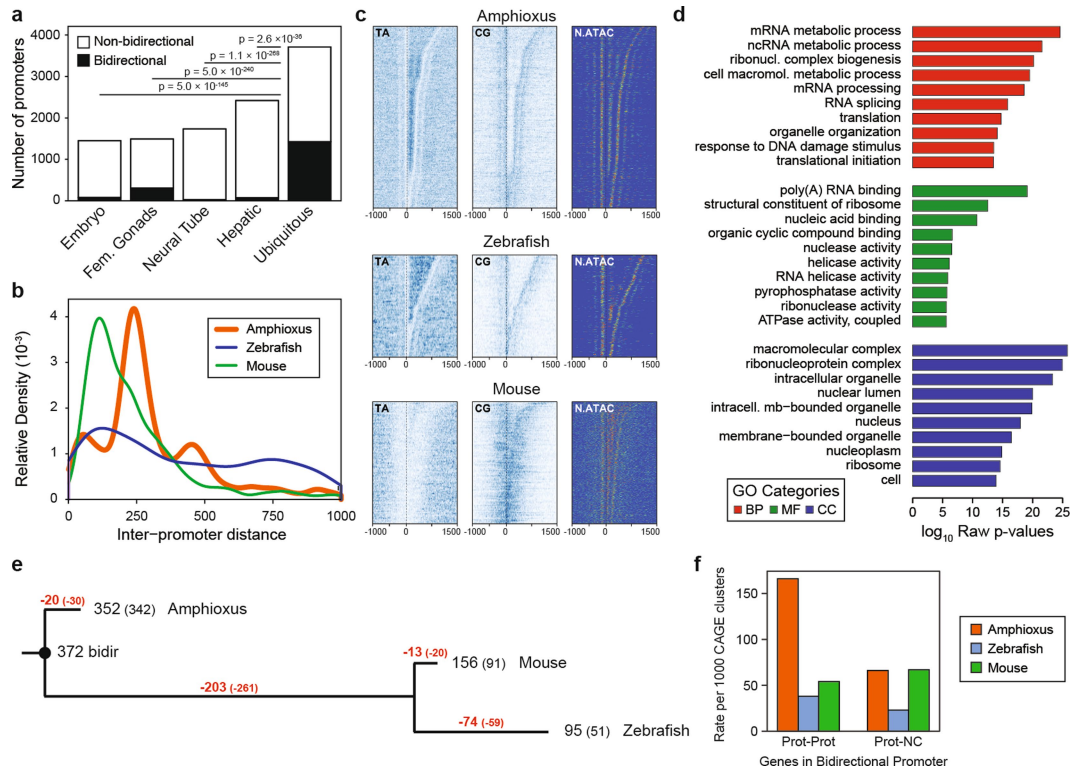 a
Number of promoters
4000
3000
2000
1000
0
Non-bidirectional
Bidirectional
p = 2.6 ×10⁻³⁶
p = 1.1 × 10⁻²⁶⁸
p = 5.0 × 10⁻²⁴⁰
p = 5.0 × 10⁻¹⁴⁵
Embryo
Fem. Gonads
Neural Tube
Hepatic
Ubiquitous
b
Relative Density (10⁻³)
4
3
2
1
0
Amphioxus
Zebrafish
Mouse
0 250 500 750 1000
Inter-promoter distance
c
Amphioxus
TA CG N.ATAC
-1000 0 1500 -1000 0 1500 -1000 0 1500
Zebrafish
TA CG N.ATAC
-1000 0 1500 -1000 0 1500 -1000 0 1500
Mouse
TA CG N.ATAC
-1000 0 1500 -1000 0 1500 -1000 0 1500
d
mRNA metabolic process
ncRNA metabolic process
ribonucl. complex biogenesis
cell macromol. metabolic process
mRNA processing
RNA splicing
translation
organelle organization
response to DNA damage stimulus
translational initiation
poly(A) RNA binding
structural constituent of ribosome
nucleic acid binding
organic cyclic compound binding
nuclease activity
helicase activity
RNA helicase activity
pyrophosphatase activity
ribonuclease activity
ATPase activity, coupled
macromolecular complex
ribonucleoprotein complex
intracellular organelle
nuclear lumen
intracell. mb−bounded organelle
nucleus
membrane−bounded organelle
nucleoplasm
ribosome
cell
GO Categories
BP MF CC
0 5 10 15 20 25
log₁₀ Raw p-values
e
-20 (-30)
352 (342) Amphioxus
372 bidir
-203 (-261)
-13 (-20)
156 (91) Mouse
-74 (-59)
95 (51) Zebrafish
f
Rate per 1000 CAGE clusters
150
100
50
0
Prot-Prot Prot-NC
Genes in Bidirectional Promoter
Amphioxus
Zebrafish
Mouse